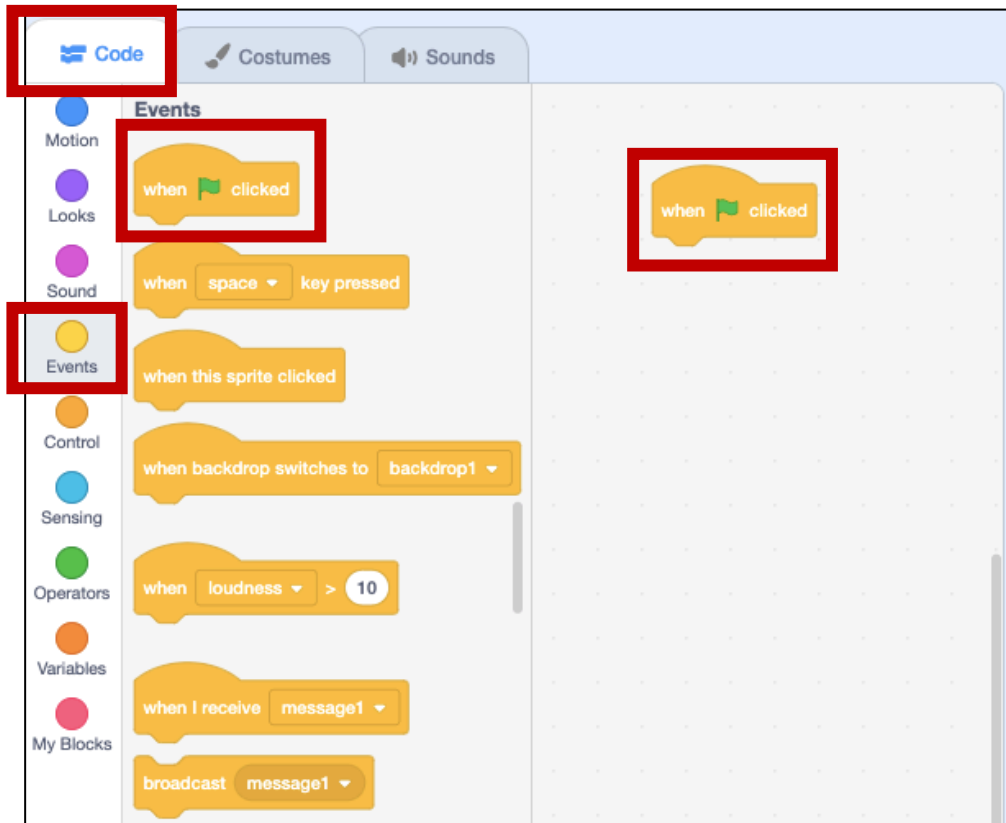 Code
Costumes
Sounds
Motion
Looks
Sound
Events
Control
Sensing
Operators
Variables
My Blocks
Events
when clicked
when space key pressed
when this sprite clicked
when backdrop switches to backdrop1
when loudness > 10
when I receive message1
broadcast message1
when clicked